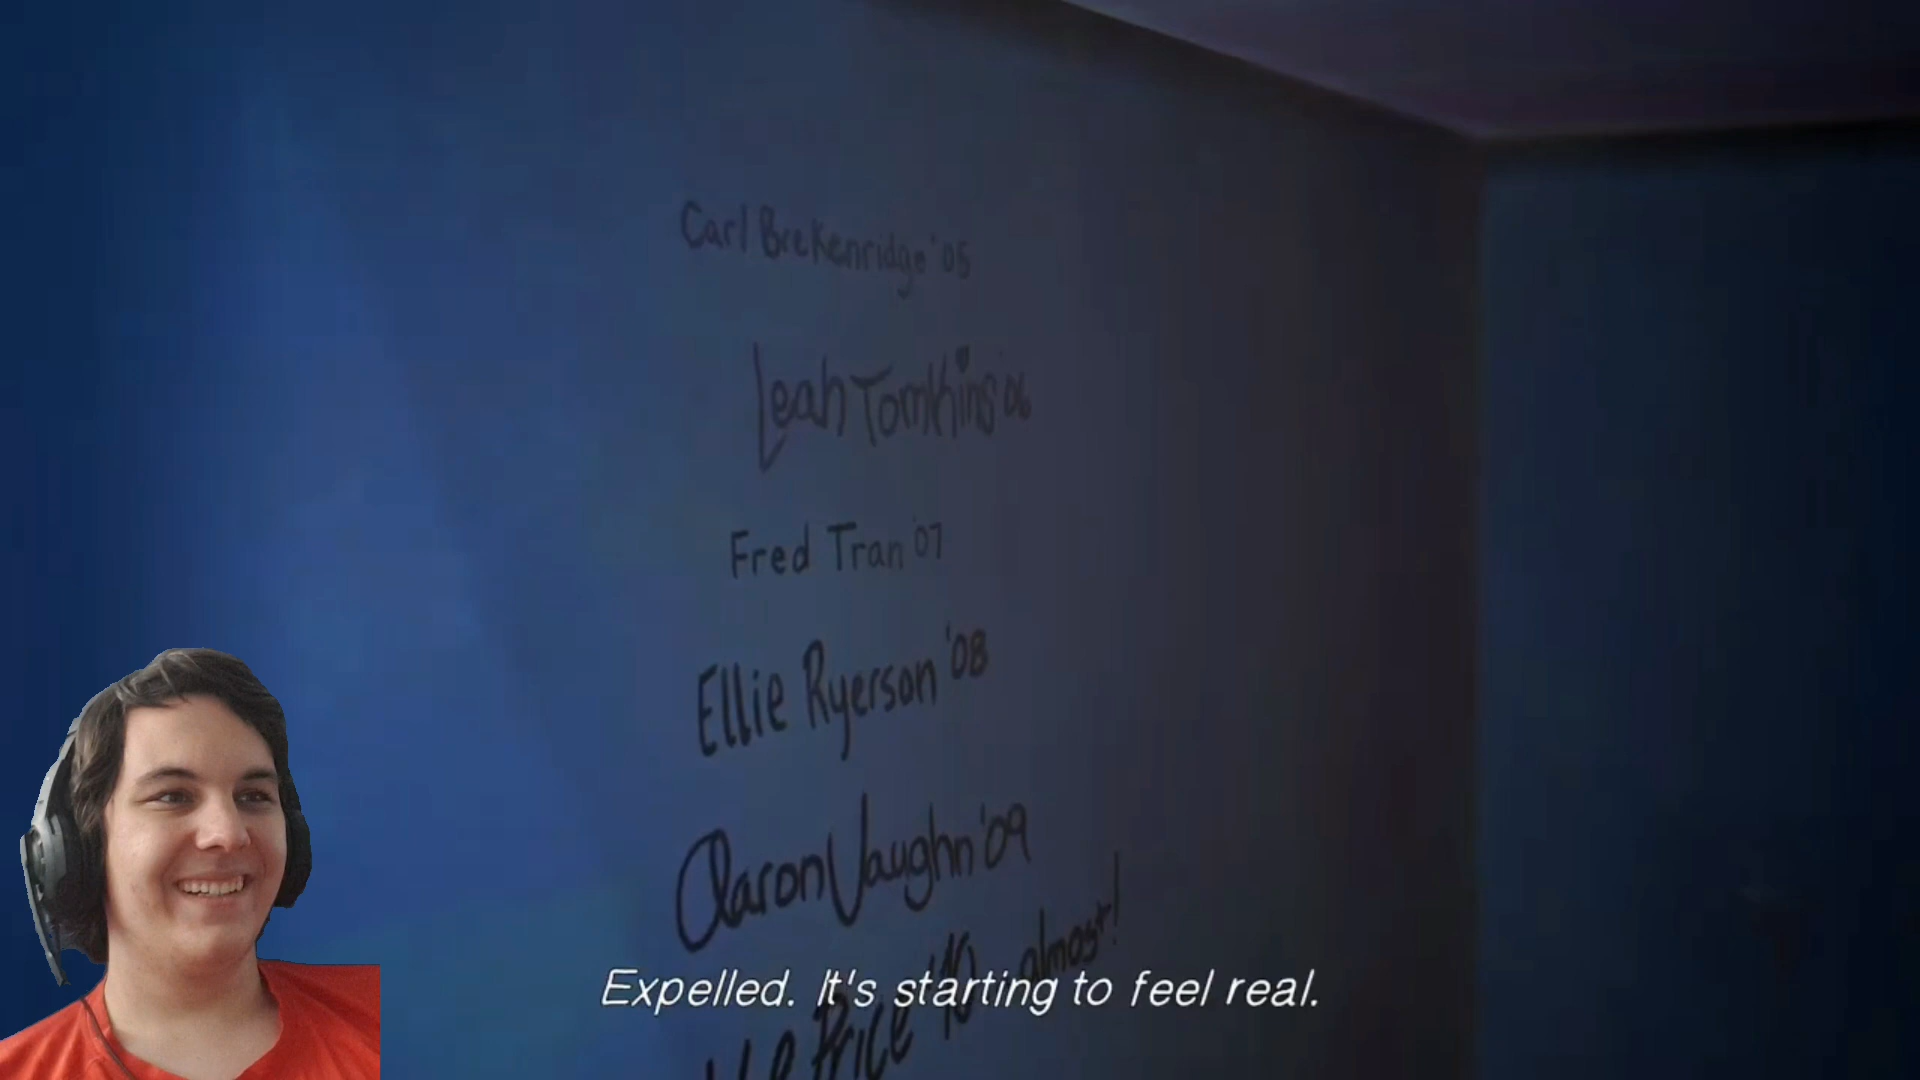 Carl Brekenridge '05
Leah Tomkins 06
Fred Tran '07
Ellie Ryerson '08
Aaron Vaughn '09
Price '10 almost!
Expelled. It's starting to feel real.